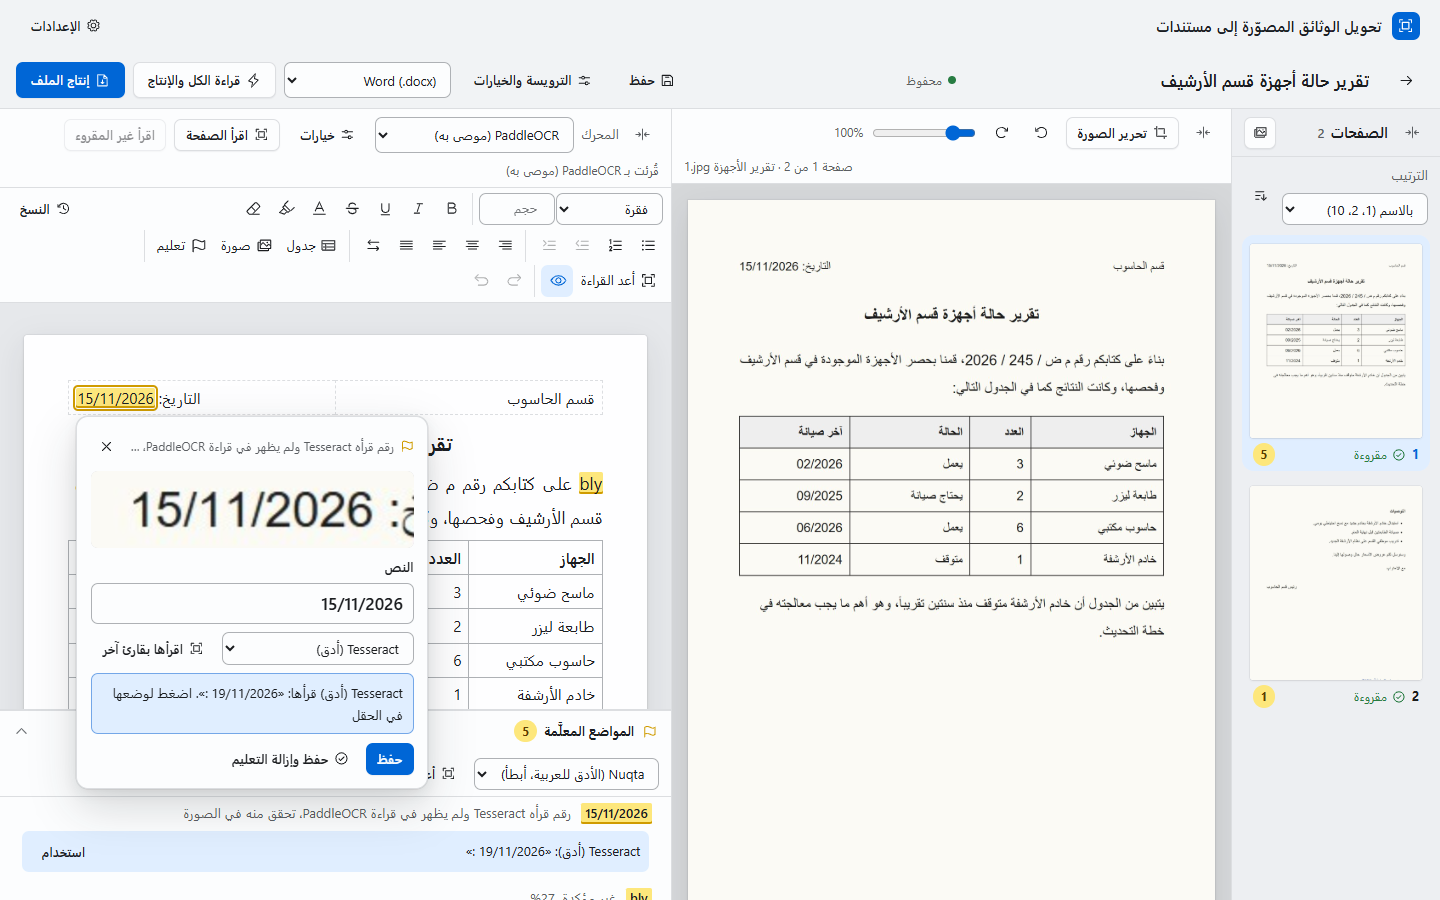 تحويل الوثائق المصوّرة إلى مستندات
الإعدادات
تقرير حالة أجهزة قسم الأرشيف
محفوظ
حفظ
الترويسة والخيارات
Word (.docx)
قراءة الكل والإنتاج
إنتاج الملف
الصفحات 2
الترتيب
بالاسم (1، 2، 10)
1 مقروءة 5
2 مقروءة 1
تحرير الصورة
100%
صفحة 1 من 2 · تقرير الأجهزة 1.jpg
قسم الحاسوب
التاريخ: 15/11/2026
تقرير حالة أجهزة قسم الأرشيف
بناءً على كتابكم رقم م ض / 245 / 2026، قمنا بحصر الأجهزة الموجودة في قسم الأرشيف
وفحصها، وكانت النتائج كما في الجدول التالي:
الجهاز العدد الحالة آخر صيانة
ماسح ضوئي 3 يعمل 02/2026
طابعة ليزر 2 يحتاج صيانة 09/2025
حاسوب مكتبي 6 يعمل 06/2026
خادم الأرشفة 1 متوقف 11/2024
يتبين من الجدول أن خادم الأرشفة متوقف منذ سنتين تقريباً، وهو أهم ما يجب معالجته في
خطة التحديث.
المحرك
PaddleOCR (موصى به)
خيارات
اقرأ الصفحة
اقرأ غير المقروء
قُرئت بـ PaddleOCR (موصى به)
فقرة
حجم
B I U S A
النسخ
جدول
صورة
تعليم
أعد القراءة
قسم الحاسوب
التاريخ: 15/11/2026
تقر
bly على كتابكم رقم م ض
قسم الأرشيف وفحصها، و
الجهاز العدد
ماسح ضوئي 3
طابعة ليزر 2
حاسوب مكتبي 6
خادم الأرشفة 1
رقم قرأه Tesseract ولم يظهر في قراءة PaddleOCR، ...
خ: 15/11/2026
النص
15/11/2026
Tesseract (أدق)
اقرأها بقارئ آخر
Tesseract (أدق) قرأها: «19/11/2026 :». اضغط لوضعها
في الحقل
حفظ
حفظ وإزالة التعليم
المواضع المعلَّمة 5
Nuqta (الأدق للعربية، أبطأ)
15/11/2026 رقم قرأه Tesseract ولم يظهر في قراءة PaddleOCR، تحقق منه في الصورة
Tesseract (أدق): «19/11/2026 :»
استخدام
bly غير مؤكدة، 27%